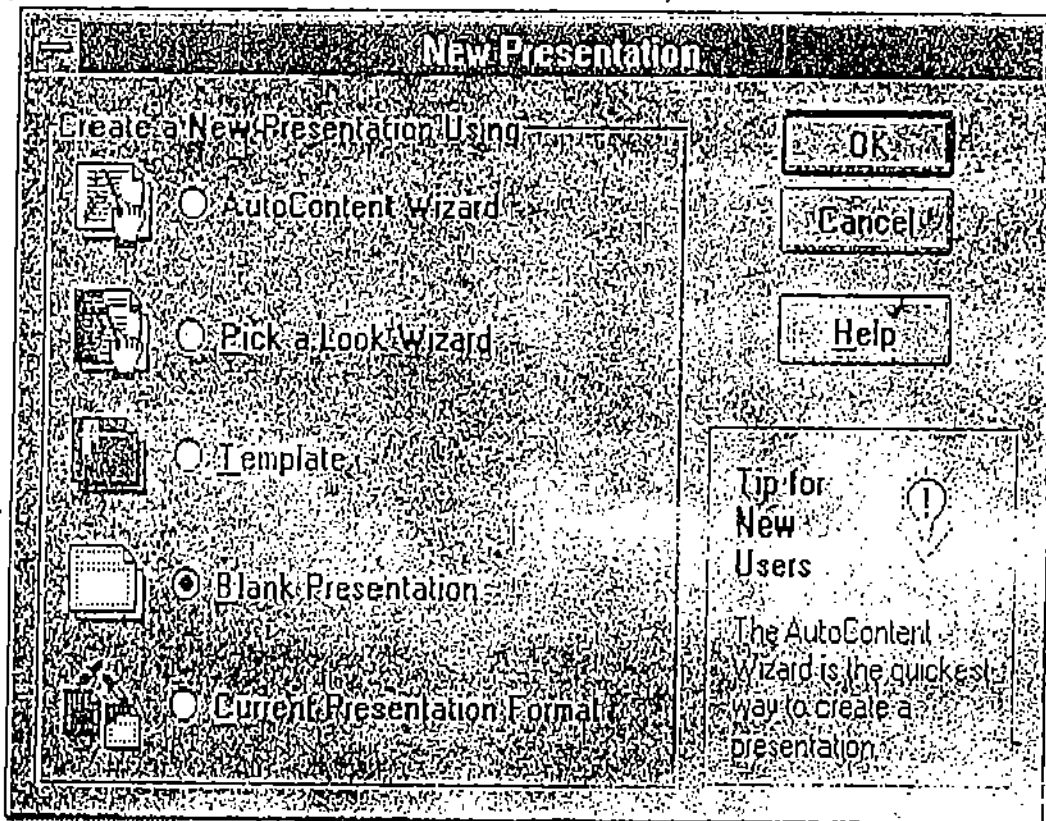 New Presentation
Create a New Presentation Using
AutoContent Wizard
Pick a Look Wizard
Template
Blank Presentation
Current Presentation Format
OK
Cancel
Help
Tip for
New
Users
The AutoContent
Wizard is the quickest
way to create a
presentation